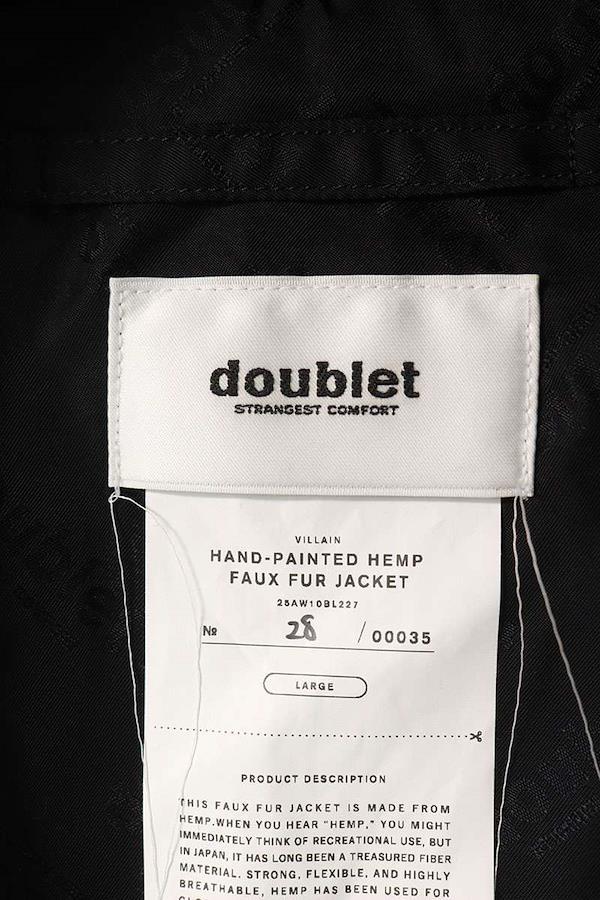 doublet
STRANGEST COMFORT
VILLAIN
HAND-PAINTED HEMP
FAUX FUR JACKET
25AW10BL227
№ 28 / 00035
LARGE
PRODUCT DESCRIPTION
THIS FAUX FUR JACKET IS MADE FROM
HEMP.WHEN YOU HEAR "HEMP," YOU MIGHT
IMMEDIATELY THINK OF RECREATIONAL USE, BUT
IN JAPAN, IT HAS LONG BEEN A TREASURED FIBER
MATERIAL. STRONG, FLEXIBLE, AND HIGHLY
BREATHABLE, HEMP HAS BEEN USED FOR